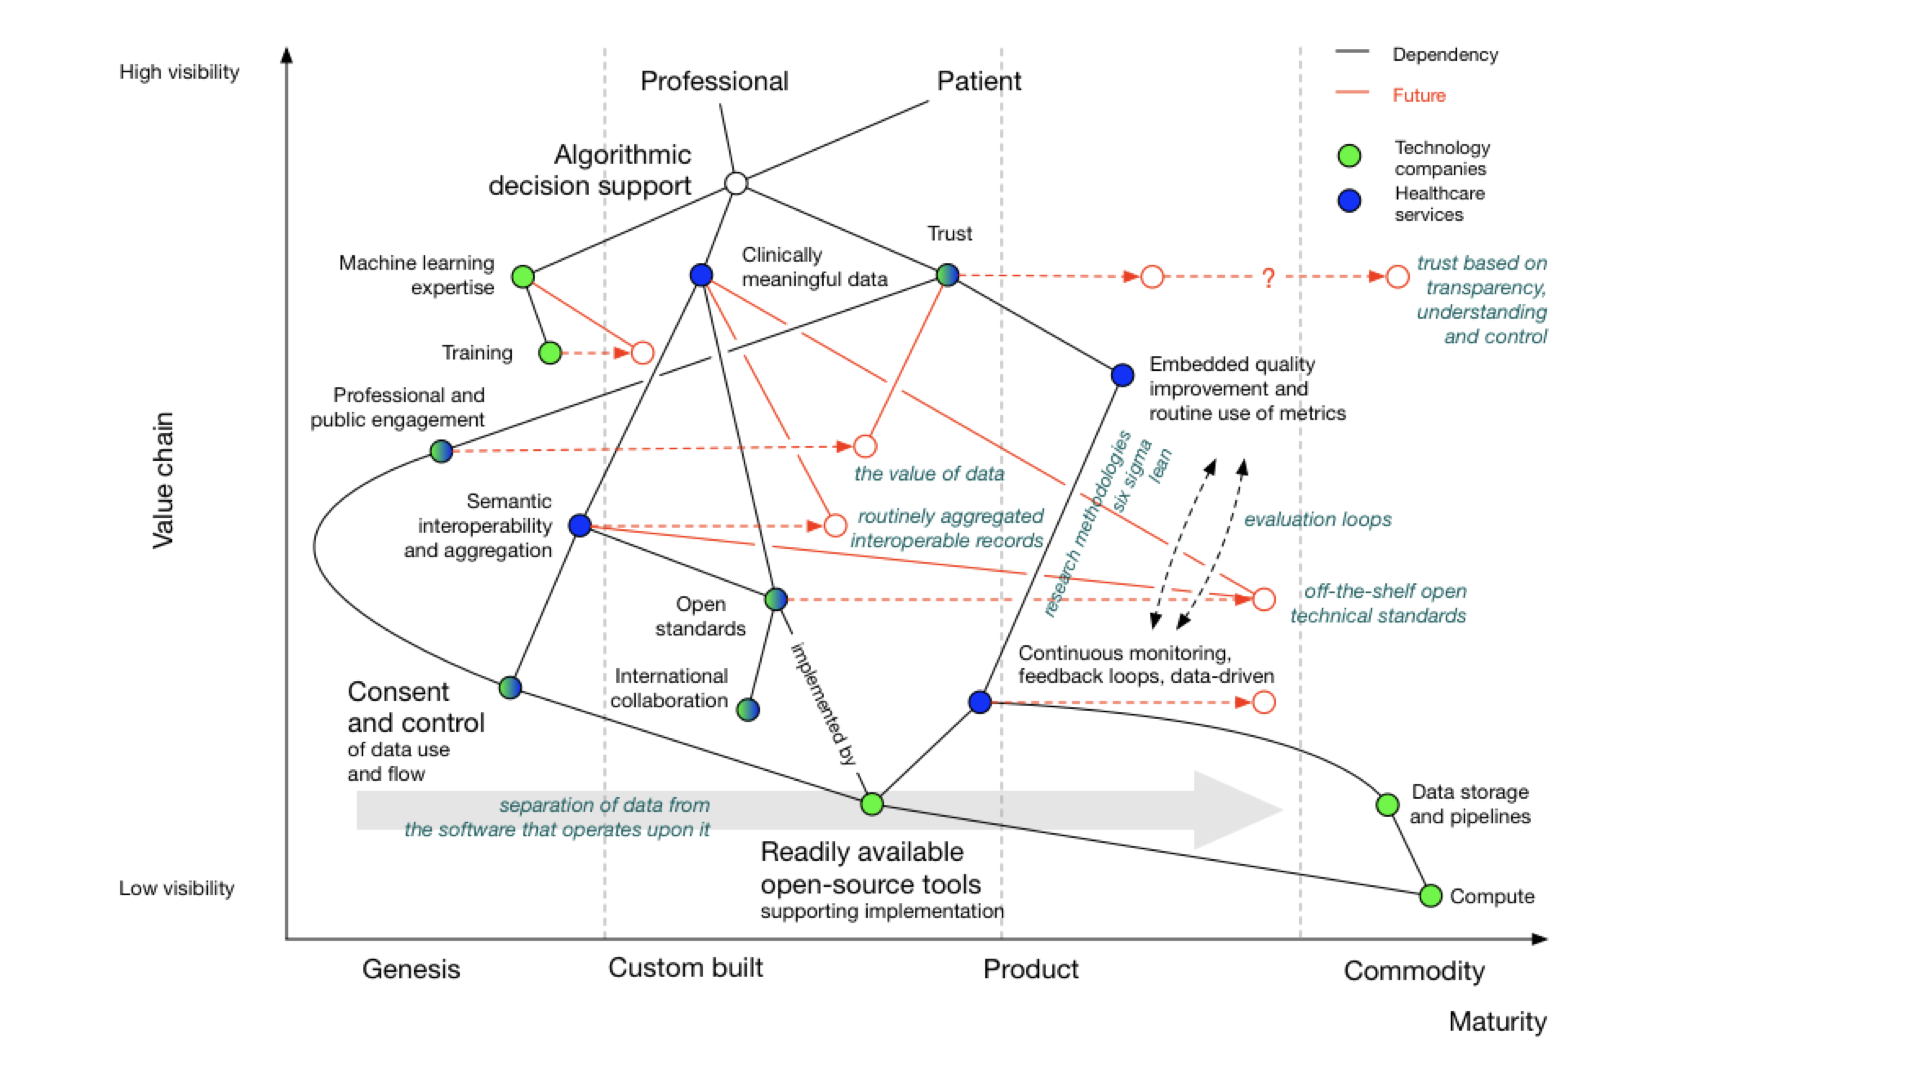 High visibility
Professional
Patient
Dependency
Future
Technology
companies
Healthcare
services
Algorithmic
decision support
Trust
Machine learning
expertise
Clinically
meaningful data
?
trust based on
transparency,
understanding
and control
Training
Embedded quality
improvement and
routine use of metrics
Professional and
public engagement
Value chain
the value of data
research methodologies
six sigma
lean
Semantic
interoperability
and aggregation
routinely aggregated
interoperable records
evaluation loops
Open
standards
off-the-shelf open
technical standards
implemented by
International
collaboration
Continuous monitoring,
feedback loops, data-driven
Consent
and control
of data use
and flow
separation of data from
the software that operates upon it
Data storage
and pipelines
Readily available
open-source tools
supporting implementation
Low visibility
Compute
Genesis
Custom built
Product
Commodity
Maturity